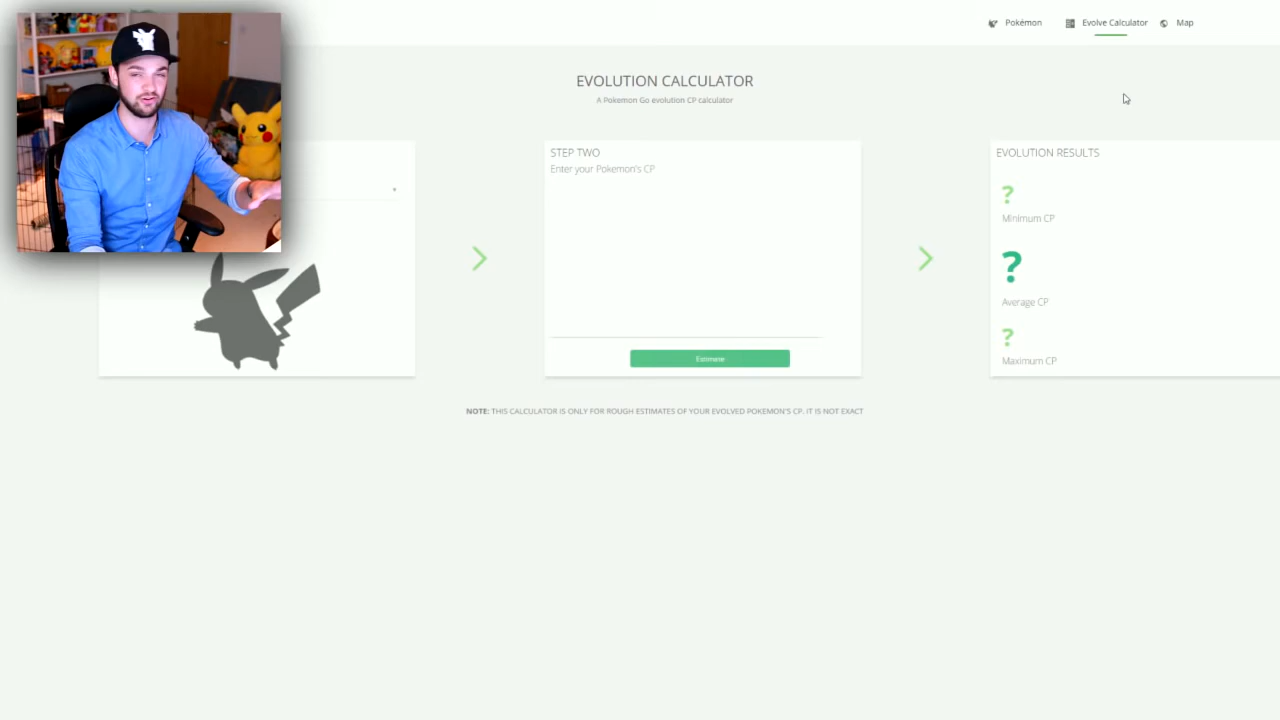 Pokémon
Evolve Calculator
Map
EVOLUTION CALCULATOR
A Pokemon Go evolution CP calculator
STEP TWO
Enter your Pokemon's CP
Estimate
EVOLUTION RESULTS
?
Minimum CP
?
Average CP
?
Maximum CP
NOTE: THIS CALCULATOR IS ONLY FOR ROUGH ESTIMATES OF YOUR EVOLVED POKEMON'S CP. IT IS NOT EXACT